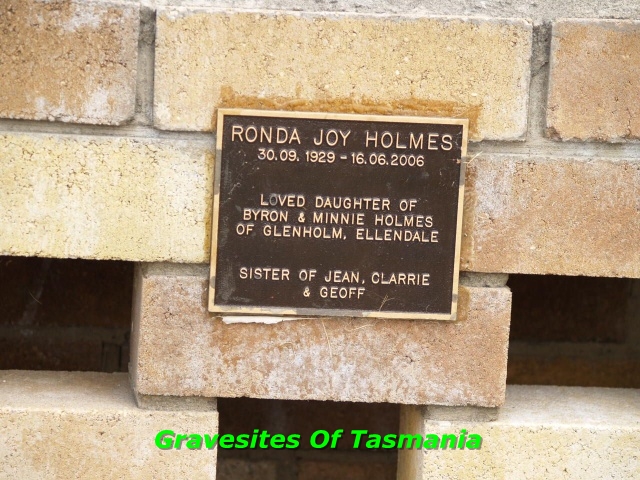 RONDA JOY HOLMES
30.09.1929 - 16.06.2006
LOVED DAUGHTER OF
BYRON & MINNIE HOLMES
OF GLENHOLM, ELLENDALE
SISTER OF JEAN, CLARRIE
& GEOFF
Gravesites Of Tasmania